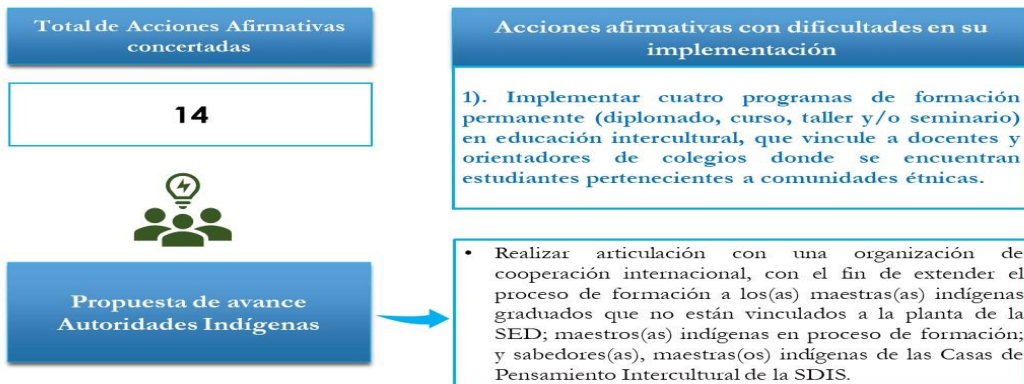 Total de Acciones Afirmativas
concertadas
14
Acciones afirmativas con dificultades en su
implementación
1). Implementar cuatro programas de formación
permanente (diplomado, curso, taller y/o seminario)
en educación intercultural, que vincule a docentes y
orientadores de colegios donde se encuentran
estudiantes pertenecientes a comunidades étnicas.
Propuesta de avance
Autoridades Indígenas
• Realizar articulación con una organización de
cooperación internacional, con el fin de extender el
proceso de formación a los(as) maestras(as) indígenas
graduados que no están vinculados a la planta de la
SED; maestros(as) indígenas en proceso de formación;
y sabedores(as), maestras(os) indígenas de las Casas de
Pensamiento Intercultural de la SDIS.